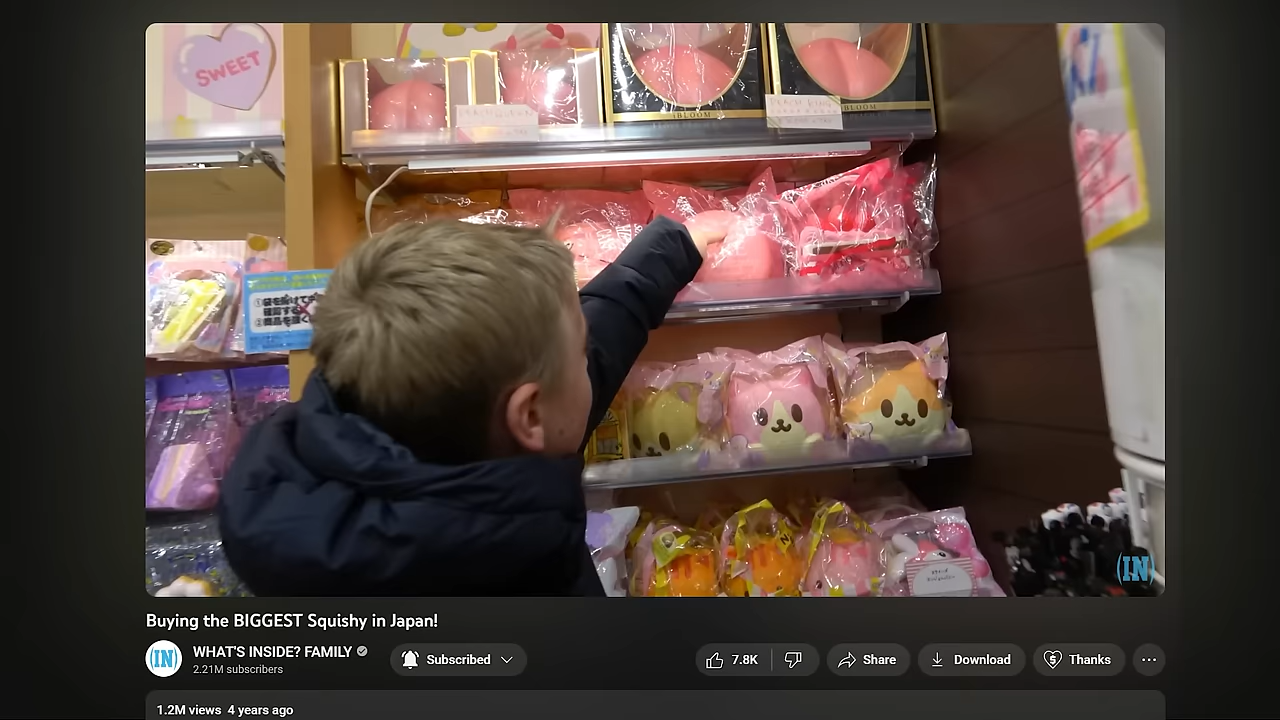 SWEET
iBLOOM
iBLOOM
(IN)
Buying the BIGGEST Squishy in Japan!
(IN)
WHAT'S INSIDE? FAMILY
2.21M subscribers
Subscribed
7.8K
Share
Download
Thanks
1.2M views 4 years ago